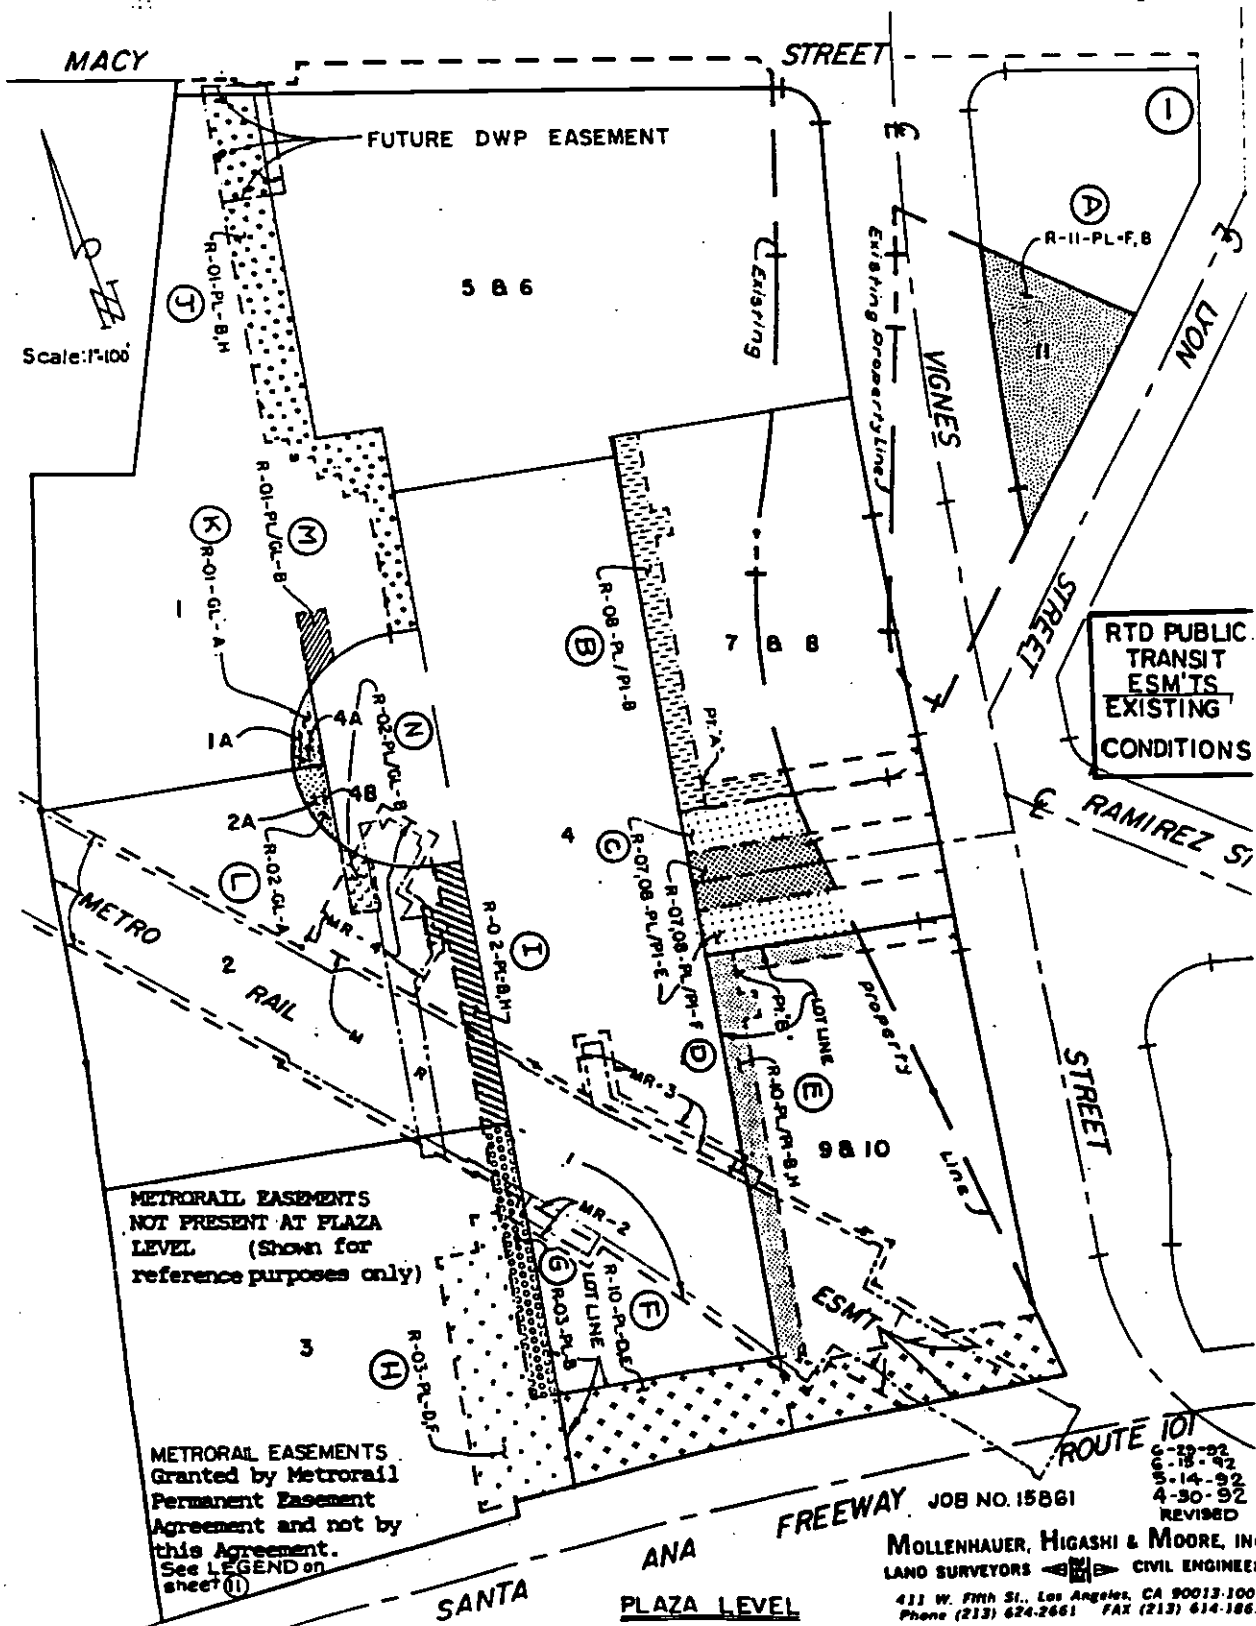 MACY
STREET
FUTURE DWP EASEMENT
1
A
R-11-PL-F,B
Scale:1"-100'
R-01-PL-B,H
J
5 & 6
Existing
Existing Property Line
VIGNES
11
LYON
STREET
R-01-PL/GL-B
M
K
R-01-GL-A
1
R-08-PL/P1-B
B
7 & 8
RTD PUBLIC
TRANSIT
ESM'TS
EXISTING
CONDITIONS
1A
4A
R-02-PL/GL-B
N
Pt.'A'
4B
2A
R-02-GL-A
L
4
C
R-07,08-PL/P1-E
R-07,08-PL/P1-F
D
RAMIREZ
METRO
RAIL
2
MR-4
M
R
R-02-PL-B,H
I
Pt.'B'
LOT LINE
R-10-PL/P1-B,H
E
Property
Line
STREET
MR-3
9 & 10
METRORAIL EASEMENTS
NOT PRESENT AT PLAZA
LEVEL (Shown for
reference purposes only)
MR-2
G
R-03-PL-B
LOT LINE
R-10-PL-D,E
F
ESMT
3
H
R-03-PL-D,F
METRORAIL EASEMENTS
Granted by Metrorail
Permanent Easement
Agreement and not by
this Agreement.
See LEGEND on
sheet 11
SANTA ANA FREEWAY
ROUTE 101
6-29-92
6-15-92
5-14-92
4-30-92
REVISED
JOB NO. 15861
MOLLENHAUER, HIGASHI & MOORE,
LAND SURVEYORS CIVIL
411 W. Fifth St., Los Angeles, CA 90013-100
Phone (213) 624-2661 FAX (213) 614-186
PLAZA LEVEL